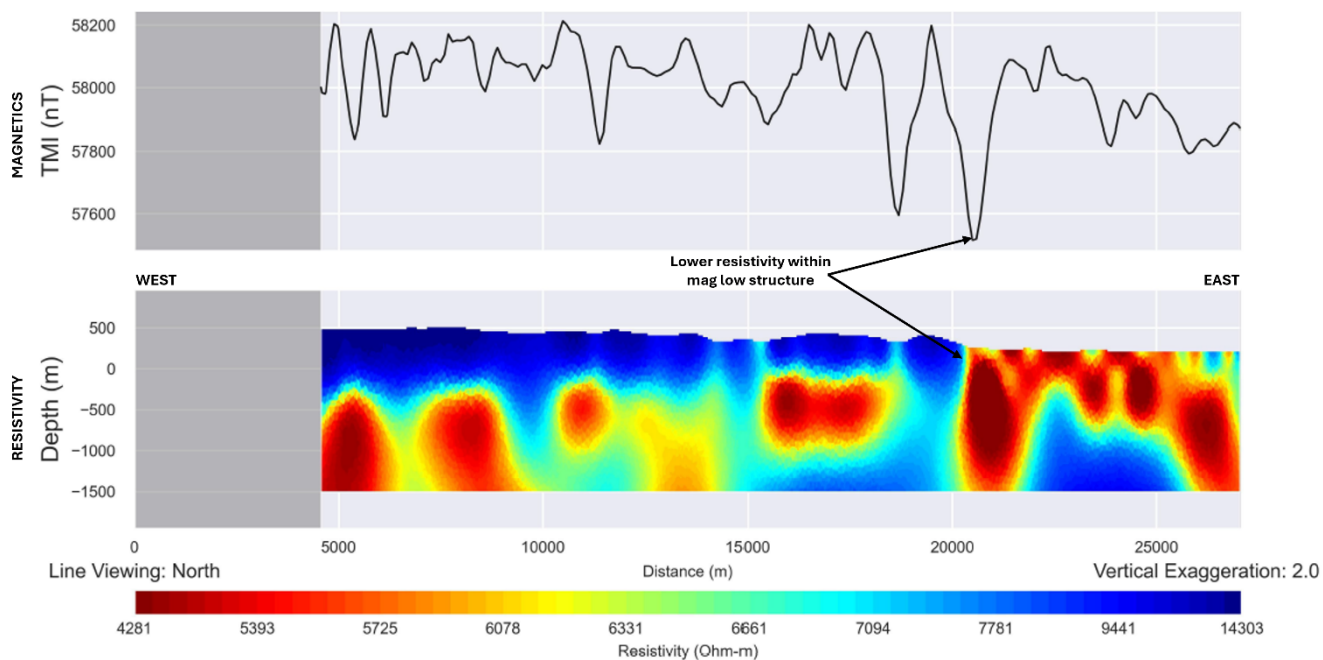 MAGNETICS
TMI (nT)
58200
58000
57800
57600
Lower resistivity within
mag low structure
WEST
EAST
RESISTIVITY
Depth (m)
500
0
−500
−1000
−1500
0
5000
10000
15000
20000
25000
Line Viewing: North
Distance (m)
Vertical Exaggeration: 2.0
4281
5393
5725
6078
6331
6661
7094
7781
9441
14303
Resistivity (Ohm-m)